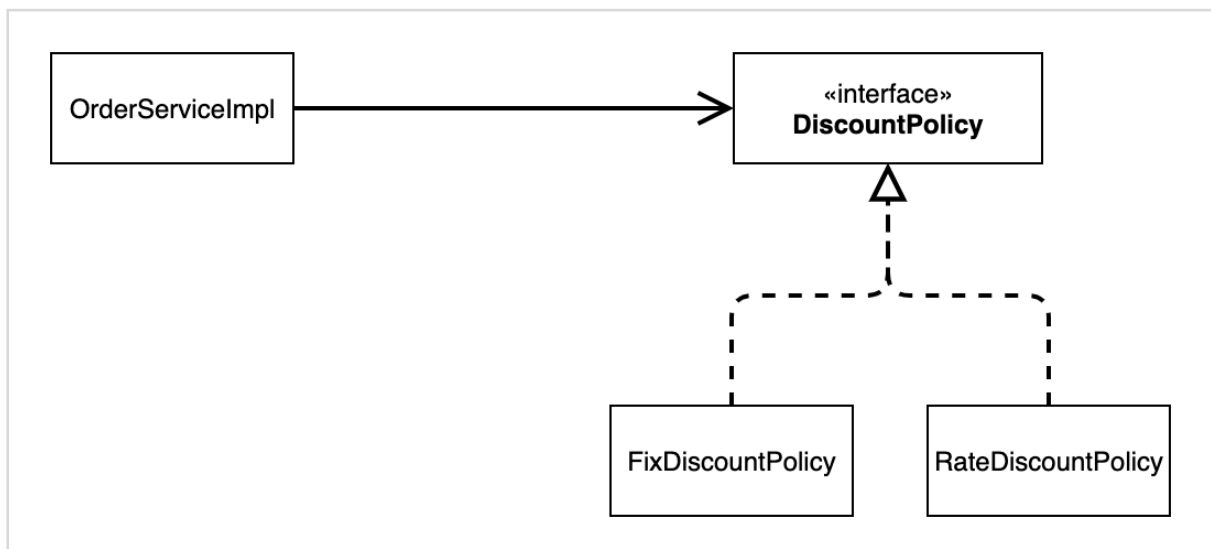 OrderServiceImpl
«interface»
DiscountPolicy
FixDiscountPolicy
RateDiscountPolicy